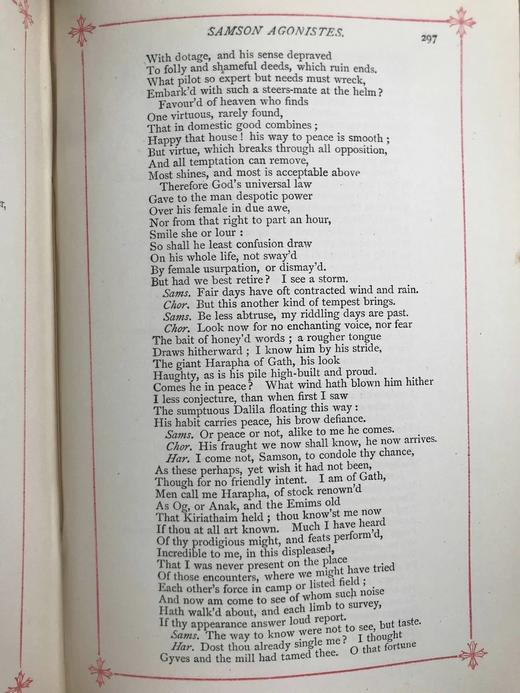 SAMSON AGONISTES.
297
With dotage, and his sense depraved
To folly and shameful deeds, which ruin ends.
What pilot so expert but needs must wreck,
Embark'd with such a steers-mate at the helm?
Favour'd of heaven who finds
One virtuous, rarely found,
That in domestic good combines;
Happy that house! his way to peace is smooth;
But virtue, which breaks through all opposition,
And all temptation can remove,
Most shines, and most is acceptable above
Therefore God's universal law
Gave to the man despotic power
Over his female in due awe,
Nor from that right to part an hour,
Smile she or lour:
So shall he least confusion draw
On his whole life, not sway'd
By female usurpation, or dismay'd.
But had we best retire? I see a storm.
Sams. Fair days have oft contracted wind and rain.
Chor. But this another kind of tempest brings.
Sams. Be less abtruse, my riddling days are past.
Chor. Look now for no enchanting voice, nor fear
The bait of honey'd words; a rougher tongue
Draws hitherward; I know him by his stride,
The giant Harapha of Gath, his look
Haughty, as is his pile high-built and proud.
Comes he in peace? What wind hath blown him hither
I less conjecture, than when first I saw
The sumptuous Dalila floating this way:
His habit carries peace, his brow defiance.
Sams. Or peace or not, alike to me he comes.
Chor. His fraught we now shall know, he now arrives.
Har. I come not, Samson, to condole thy chance,
As these perhaps, yet wish it had not been,
Though for no friendly intent. I am of Gath,
Men call me Harapha, of stock renown'd
As Og, or Anak, and the Emims old
That Kiriathaim held; thou know'st me now
If thou at all art known. Much I have heard
Of thy prodigious might, and feats perform'd,
Incredible to me, in this displeased,
That I was never present on the place
Of those encounters, where we might have tried
Each other's force in camp or listed field;
And now am come to see of whom such noise
Hath walk'd about, and each limb to survey,
If thy appearance answer loud report.
Sams. The way to know were not to see, but taste.
Har. Dost thou already single me? I thought
Gyves and the mill had tamed thee. O that fortune